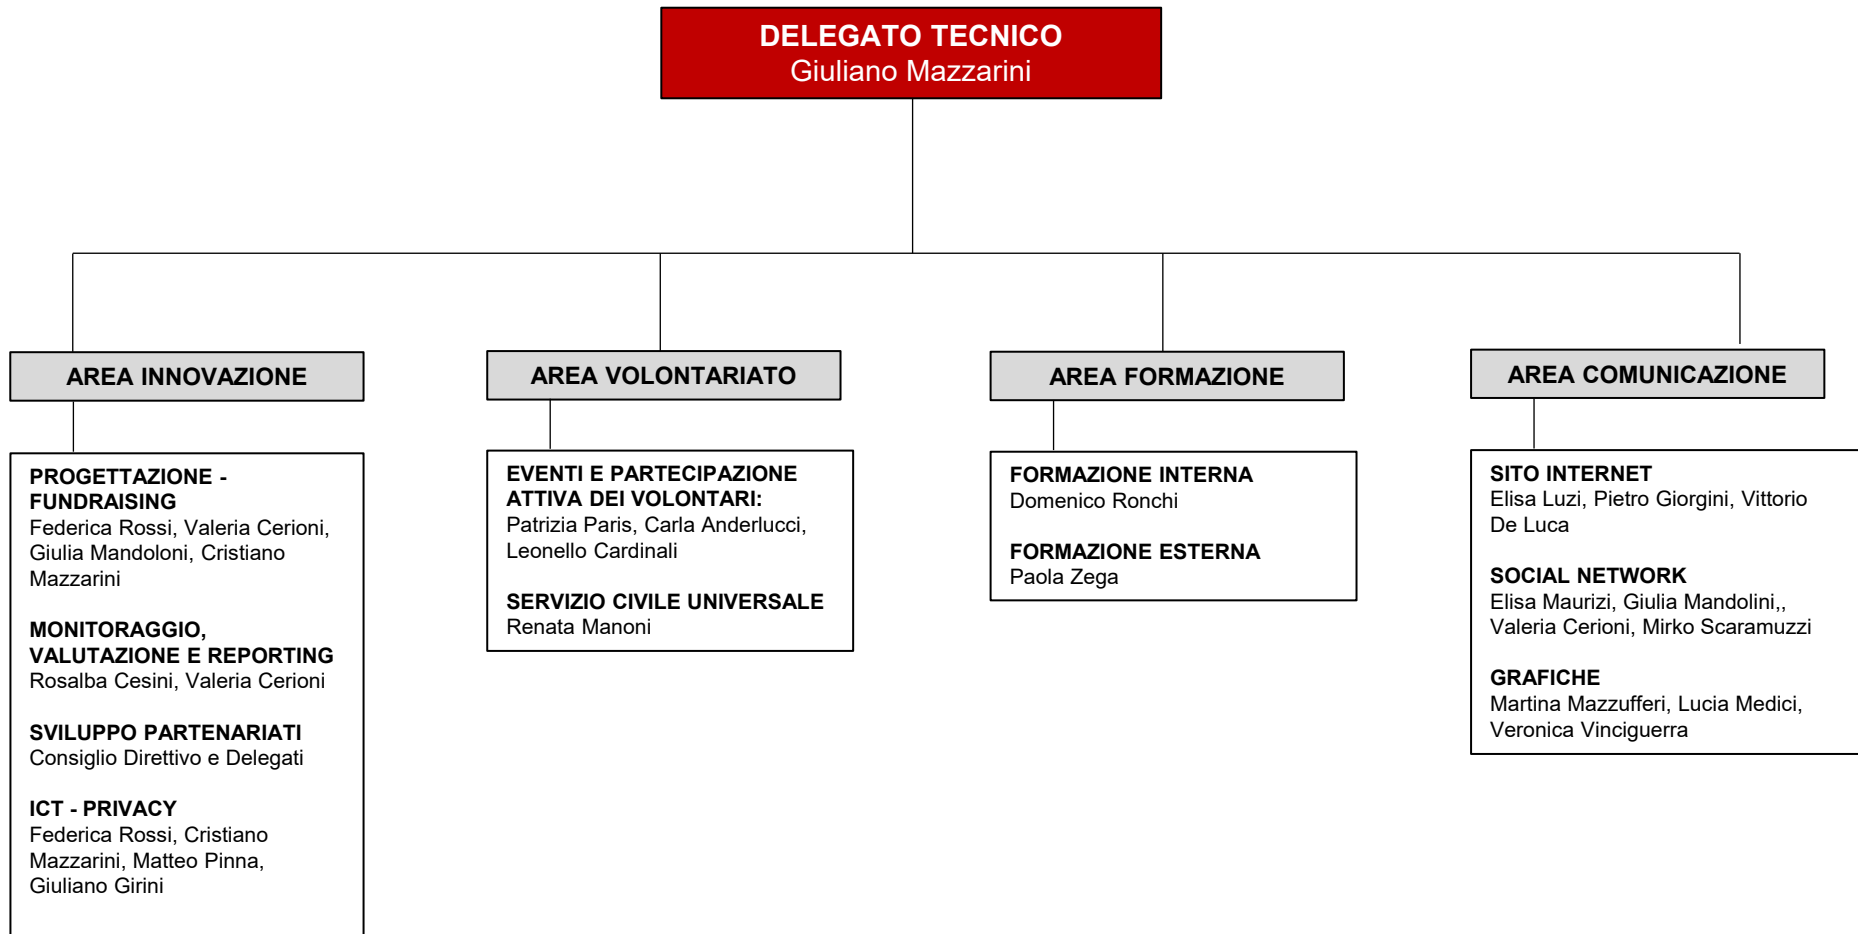 DELEGATO TECNICO
Giuliano Mazzarini
AREA INNOVAZIONE
PROGETTAZIONE -
FUNDRAISING
Federica Rossi, Valeria Cerioni,
Giulia Mandoloni, Cristiano
Mazzarini
MONITORAGGIO,
VALUTAZIONE E REPORTING
Rosalba Cesini, Valeria Cerioni
SVILUPPO PARTENARIATI
Consiglio Direttivo e Delegati
ICT - PRIVACY
Federica Rossi, Cristiano
Mazzarini, Matteo Pinna,
Giuliano Girini
AREA VOLONTARIATO
EVENTI E PARTECIPAZIONE
ATTIVA DEI VOLONTARI:
Patrizia Paris, Carla Anderlucci,
Leonello Cardinali
SERVIZIO CIVILE UNIVERSALE
Renata Manoni
AREA FORMAZIONE
FORMAZIONE INTERNA
Domenico Ronchi
FORMAZIONE ESTERNA
Paola Zega
AREA COMUNICAZIONE
SITO INTERNET
Elisa Luzi, Pietro Giorgini, Vittorio
De Luca
SOCIAL NETWORK
Elisa Maurizi, Giulia Mandolini,,
Valeria Cerioni, Mirko Scaramuzzi
GRAFICHE
Martina Mazzufferi, Lucia Medici,
Veronica Vinciguerra